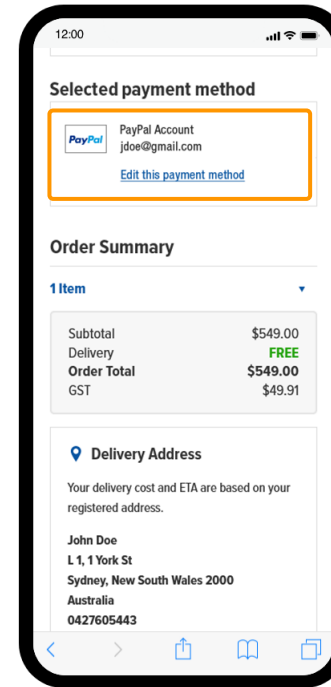 12:00
Selected payment method
PayPal
PayPal Account
jdoe@gmail.com
Edit this payment method
Order Summary
1 Item
Subtotal $549.00
Delivery FREE
Order Total $549.00
GST $49.91
Delivery Address
Your delivery cost and ETA are based on your
registered address.
John Doe
L 1, 1 York St
Sydney, New South Wales 2000
Australia
0427605443